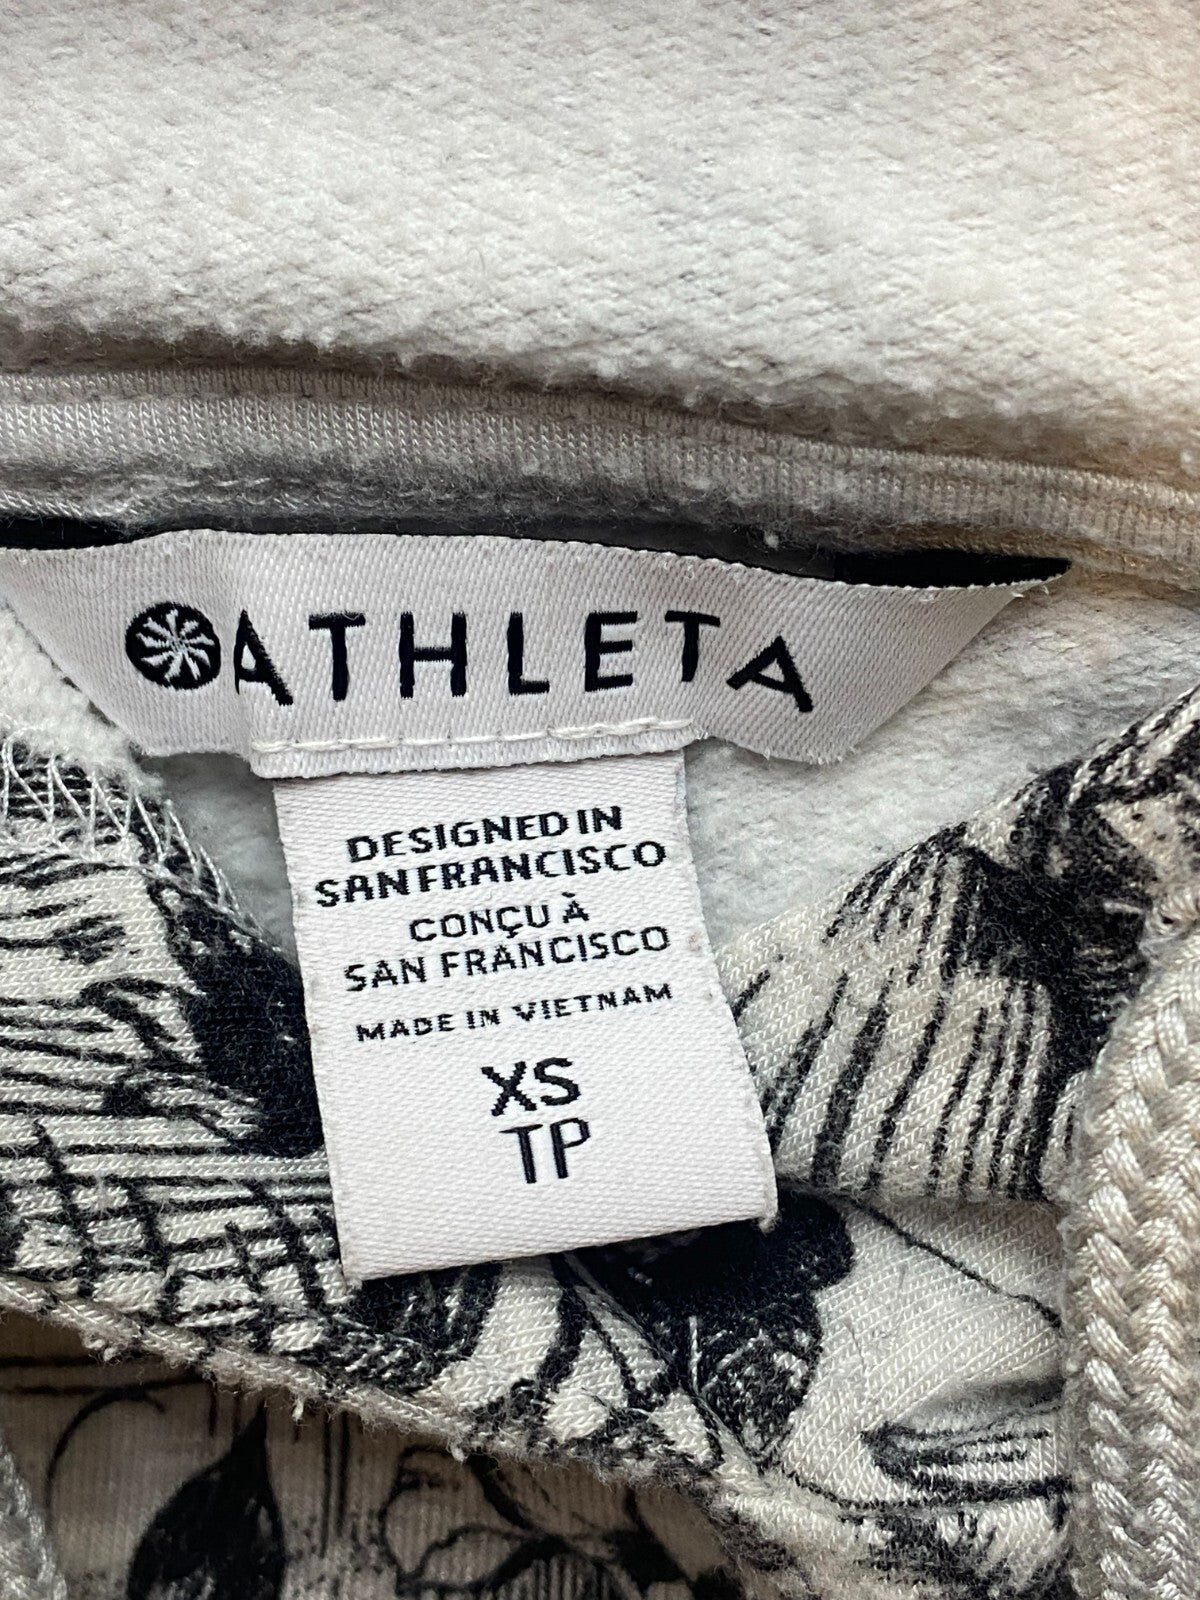 ATHLETA
DESIGNED IN
SAN FRANCISCO
CONÇU À
SAN FRANCISCO
MADE IN VIETNAM
XS
TP